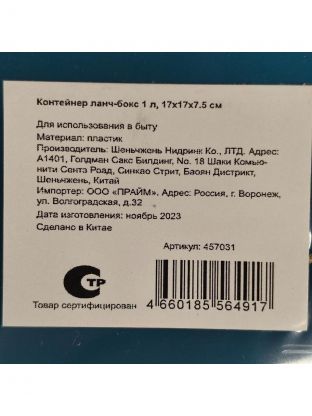 Контейнер ланч-бокс 1 л, 17х17х7.5 см
Для использования в быту
Материал: пластик
Производитель: Шеньчжень Нидринк Ко., ЛТД. Адрес:
А1401, Голдман Сакс Билдинг, No. 18 Шаки Комью-
нити Сентэ Роад, Синкао Стрит, Баоян Дистрикт,
Шеньчжень, Китай
Импортер: ООО «ПРАЙМ». Адрес: Россия, г. Воронеж,
ул. Волгоградская, д.32
Дата изготовления: ноябрь 2023
Сделано в Китае
Артикул: 457031
СТР
Товар сертифицирован
4 660185 564917